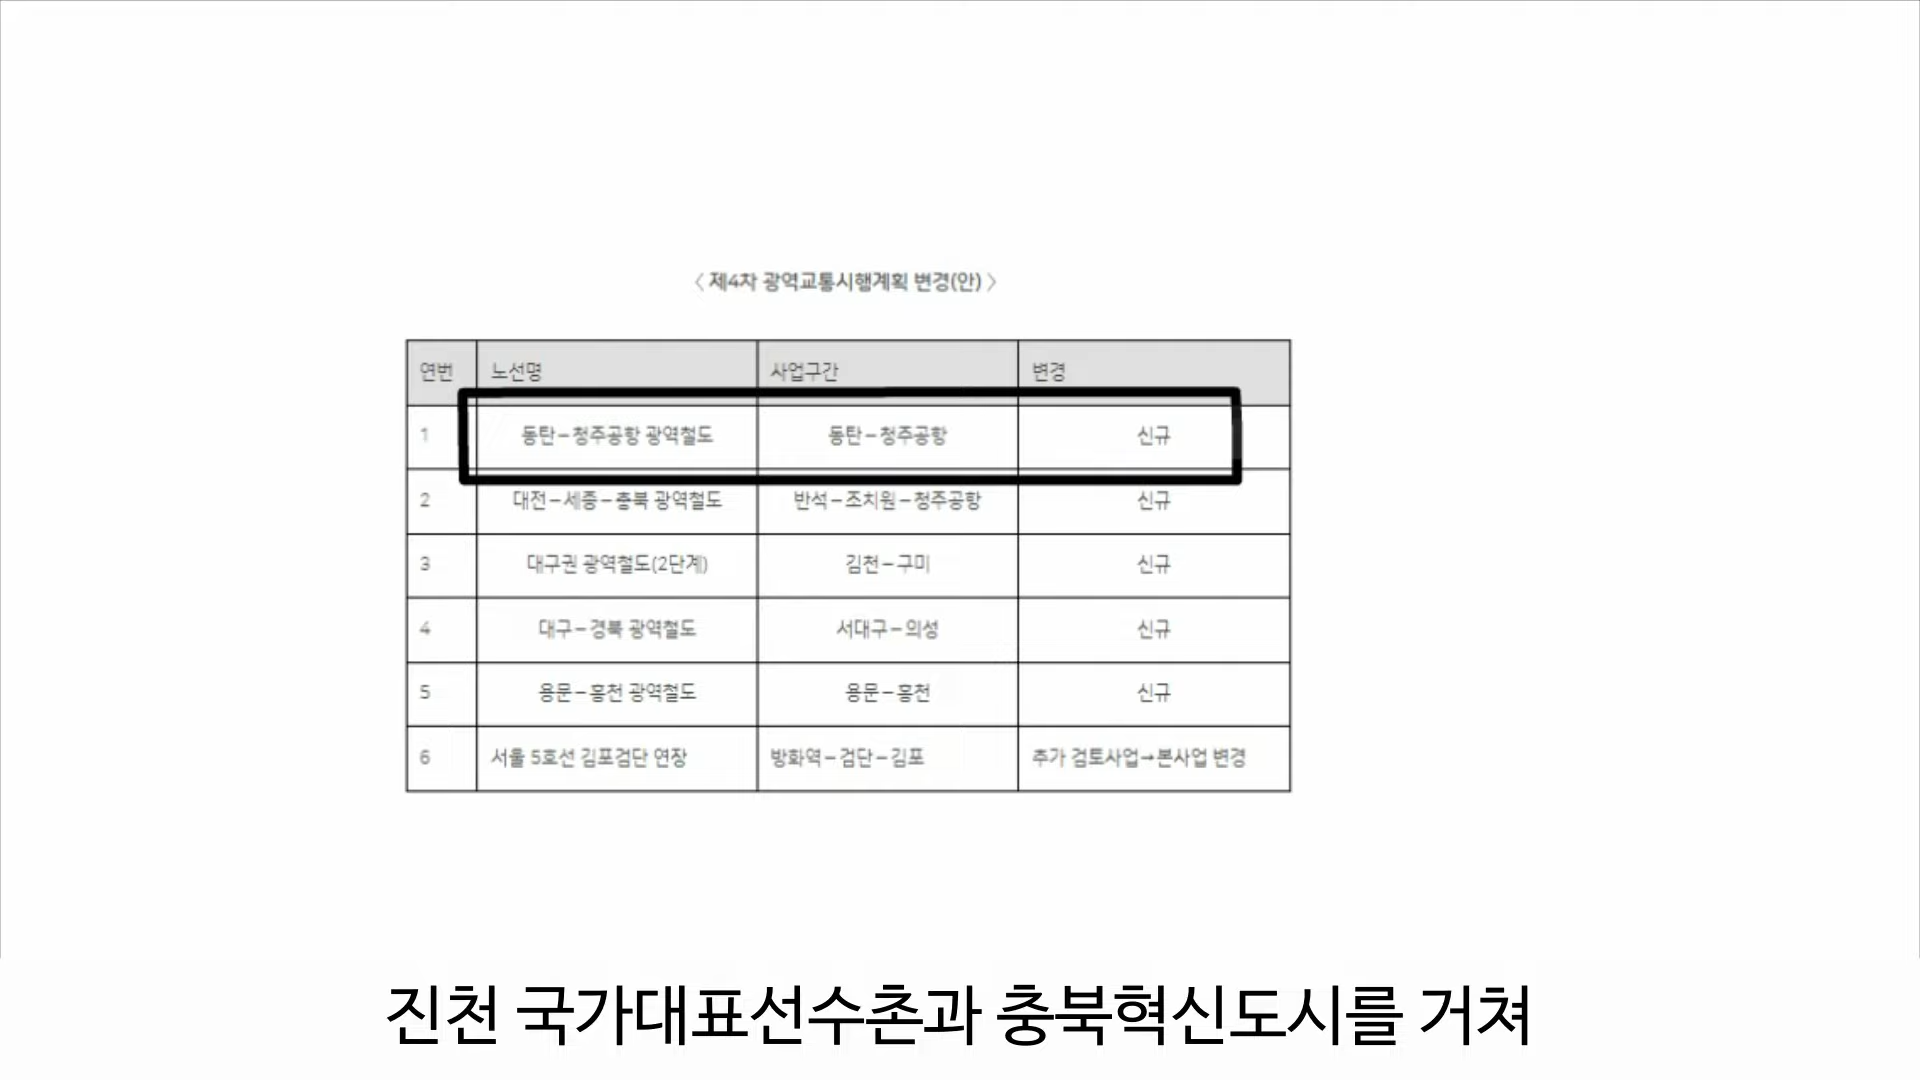 〈 제4차 광역교통시행계획 변경(안) 〉
연번 노선명 사업구간 변경
1 동탄–청주공항 광역철도 동탄–청주공항 신규
2 대전–세종–충북 광역철도 반석–조치원–청주공항 신규
3 대구권 광역철도(2단계) 김천–구미 신규
4 대구–경북 광역철도 서대구–의성 신규
5 용문–홍천 광역철도 용문–홍천 신규
6 서울 5호선 김포검단 연장 방화역–검단–김포 추가 검토사업→본사업 변경
진천 국가대표선수촌과 충북혁신도시를 거쳐